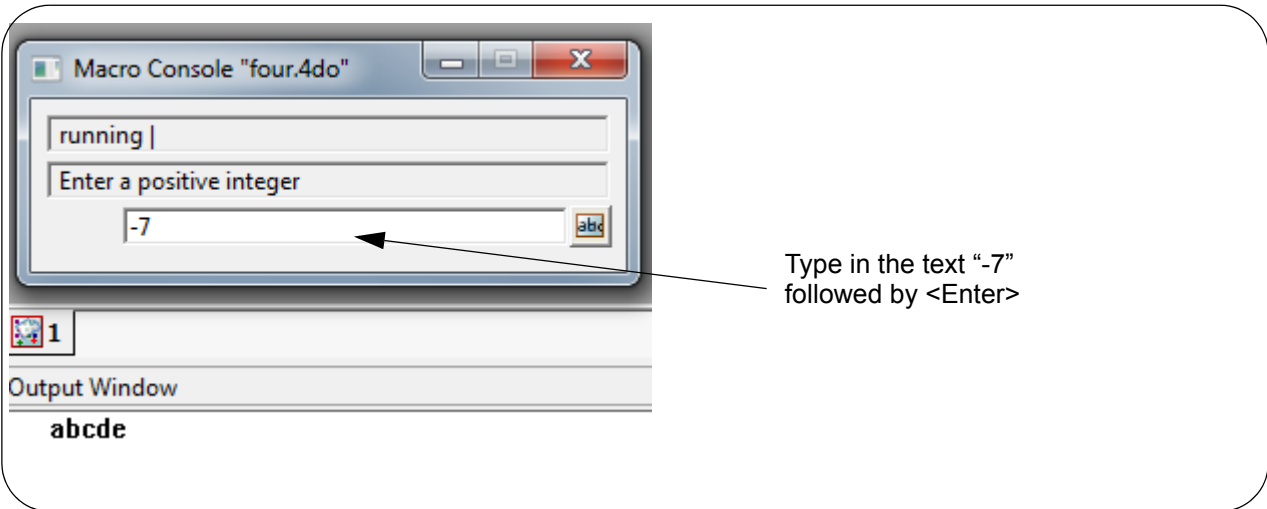 Macro Console "four.4do"
running |
Enter a positive integer
-7
abc
Type in the text “-7”
followed by <Enter>
1
Output Window
abcde